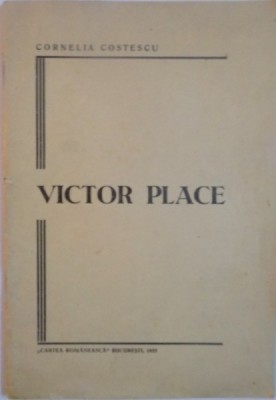 CORNELIA COSTESCU
VICTOR PLACE
„CARTEA ROMÂNEASCĂ” BUCUREŞTI,